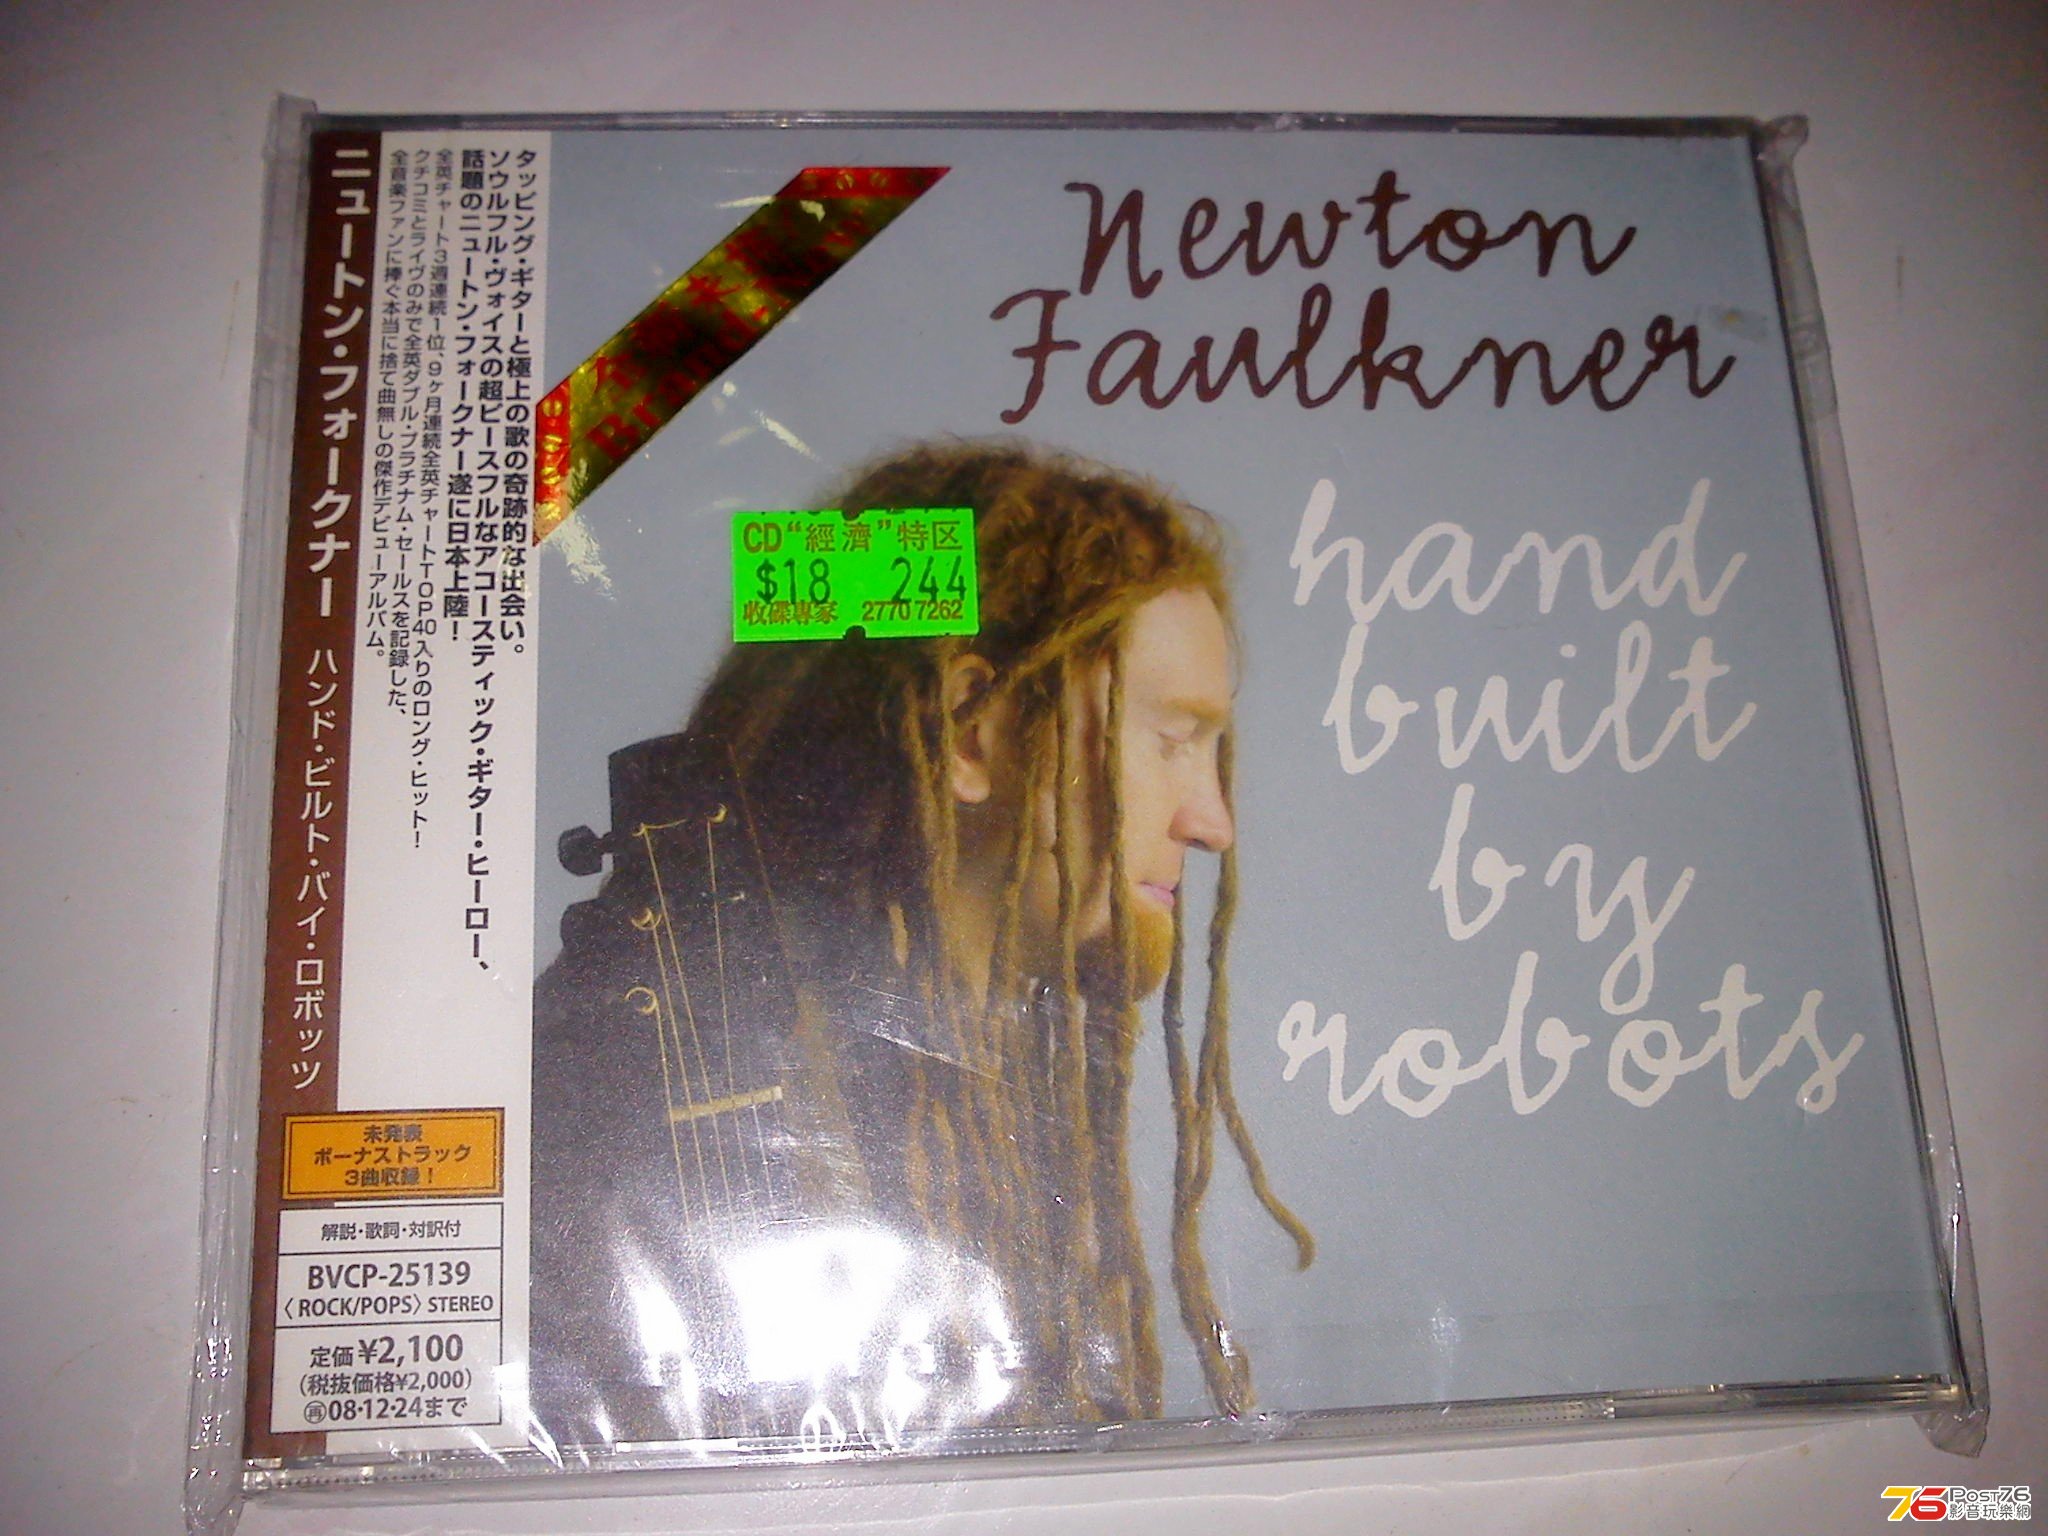 ニュートン・フォークナー ハンド・ビルト・バイ・ロボッツ
タッピング・ギターと極上の歌の奇跡的な出会い。
ソウルフル・ヴォイスの超ピースフルなアコースティック・ギター・ヒーロー、
話題のニュートン・フォークナー遂に日本上陸！
全英チャート3週連続1位、9ヶ月連続全英チャートTOP40入りのロング・ヒット！
クチコミとライヴのみで全英ダブル・プラチナム・セールスを記録した、
全音楽ファンに捧ぐ本当に捨て曲無しの傑作デビューアルバム。
未発表
ボーナストラック
3曲収録！
解説・歌詞・対訳付
BVCP-25139
〈ROCK/POPS〉STEREO
定価¥2,100
(税抜価格¥2,000)
再08・12・24まで
全新未
Brand
Newton
Faulkner
CD“經濟”特区
$18 244
收碟專家 2770 7262
hand
built
by
robots
76 Post76
影音玩樂網